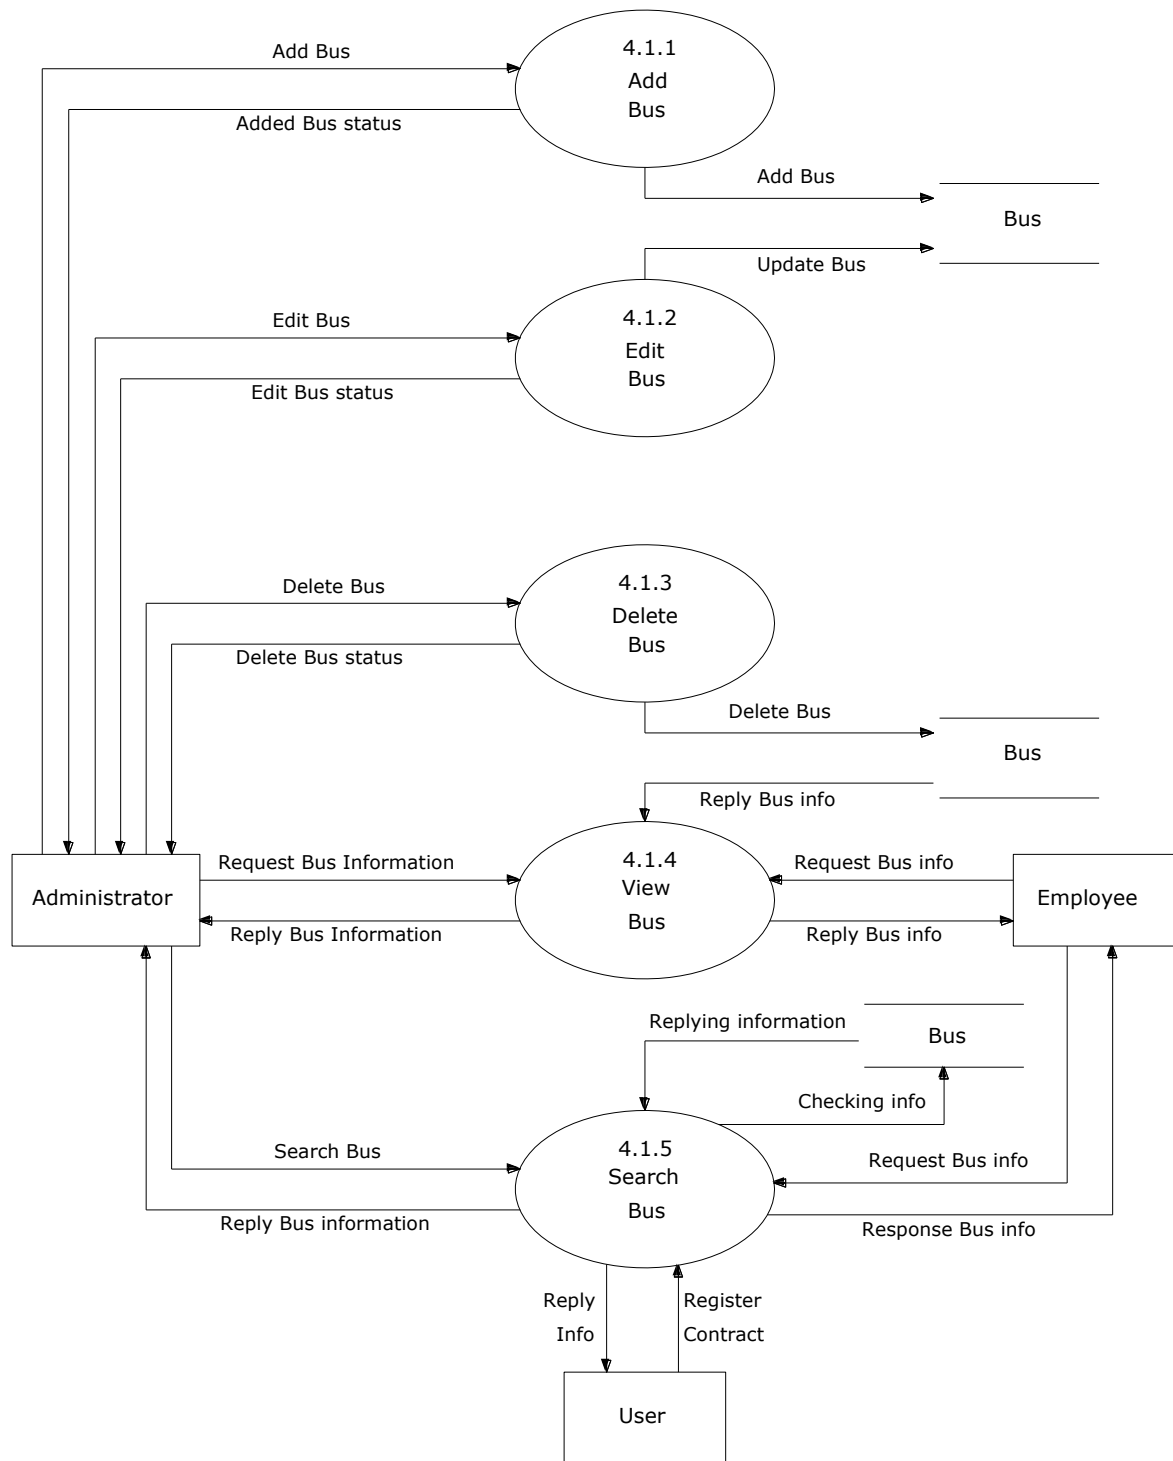 Add Bus
4.1.1
Add
Bus
Added Bus status
Add Bus
Bus
Update Bus
Edit Bus
4.1.2
Edit
Bus
Edit Bus status
Delete Bus
4.1.3
Delete
Bus
Delete Bus status
Delete Bus
Bus
Reply Bus info
Request Bus Information
4.1.4
View
Bus
Request Bus info
Administrator
Employee
Reply Bus Information
Reply Bus info
Replying information
Bus
Checking info
Search Bus
4.1.5
Search
Bus
Request Bus info
Reply Bus information
Response Bus info
Reply
Info
Register
Contract
User